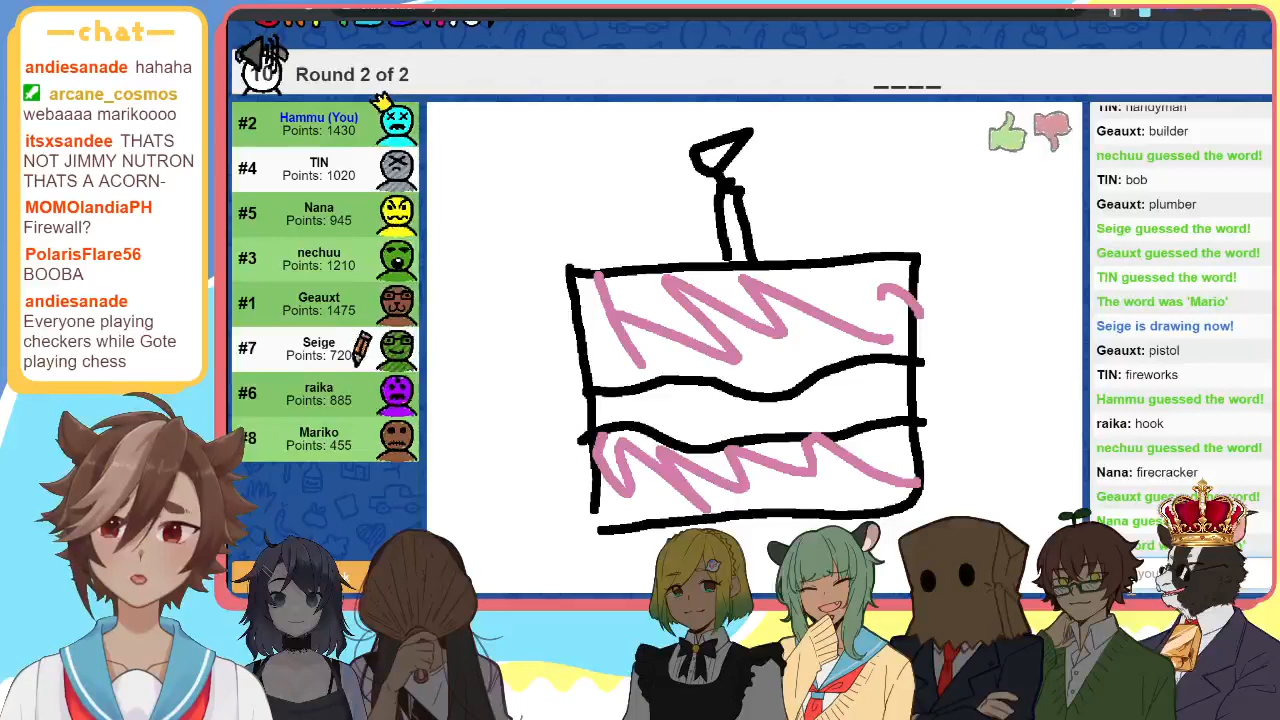 chat
andiesanade hahaha
arcane_cosmos
webaaaa marikoooo
itsxsandee THATS
NOT JIMMY NUTRON
THATS A ACORN-
MOMOlandiaPH
Firewall?
PolarisFlare56
BOOBA
andiesanade
Everyone playing
checkers while Gote
playing chess
10
Round 2 of 2
#2
Hammu (You)
Points: 1430
#4
TIN
Points: 1020
#5
Nana
Points: 945
#3
nechuu
Points: 1210
#1
Geauxt
Points: 1475
#7
Seige
Points: 720
#6
raika
Points: 885
#8
Mariko
Points: 455
TIN: handyman
Geauxt: builder
nechuu guessed the word!
TIN: bob
Geauxt: plumber
Seige guessed the word!
Geauxt guessed the word!
TIN guessed the word!
The word was 'Mario'
Seige is drawing now!
Geauxt: pistol
TIN: fireworks
Hammu guessed the word!
raika: hook
nechuu guessed the word!
Nana: firecracker
Geauxt
Nana